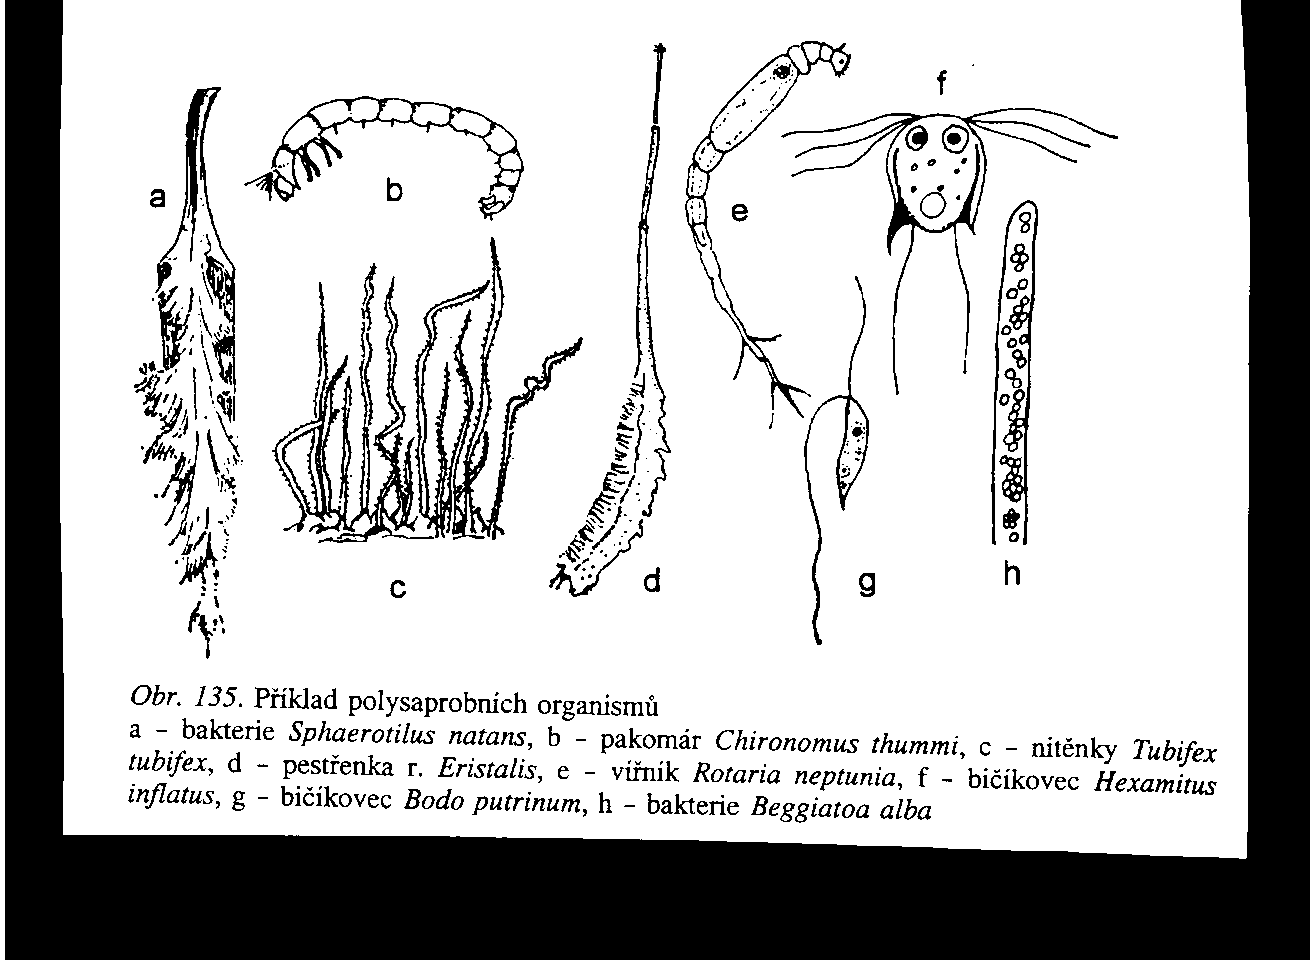 f
a
b
e
c
d
g
h
Obr. 135. Příklad polysaprobních organismů
a – bakterie Sphaerotilus natans, b – pakomár Chironomus thummi, c – nitěnky Tubifex
tubifex, d – pestřenka r. Eristalis, e – vířník Rotaria neptunia, f – bičíkovec Hexamitus
inflatus, g – bičíkovec Bodo putrinum, h – bakterie Beggiatoa alba